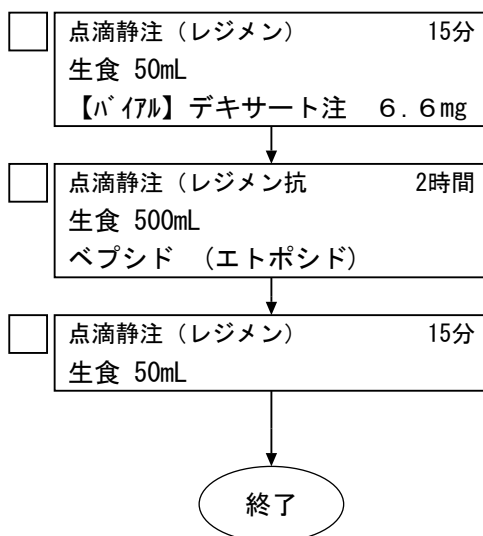 点滴静注（レジメン） 15分
生食 50mL
【ﾊﾞｲｱﾙ】デキサート注 ６．６mg
点滴静注（レジメン抗 2時間
生食 500mL
ベプシド （エトポシド）
点滴静注（レジメン） 15分
生食 50mL
終了